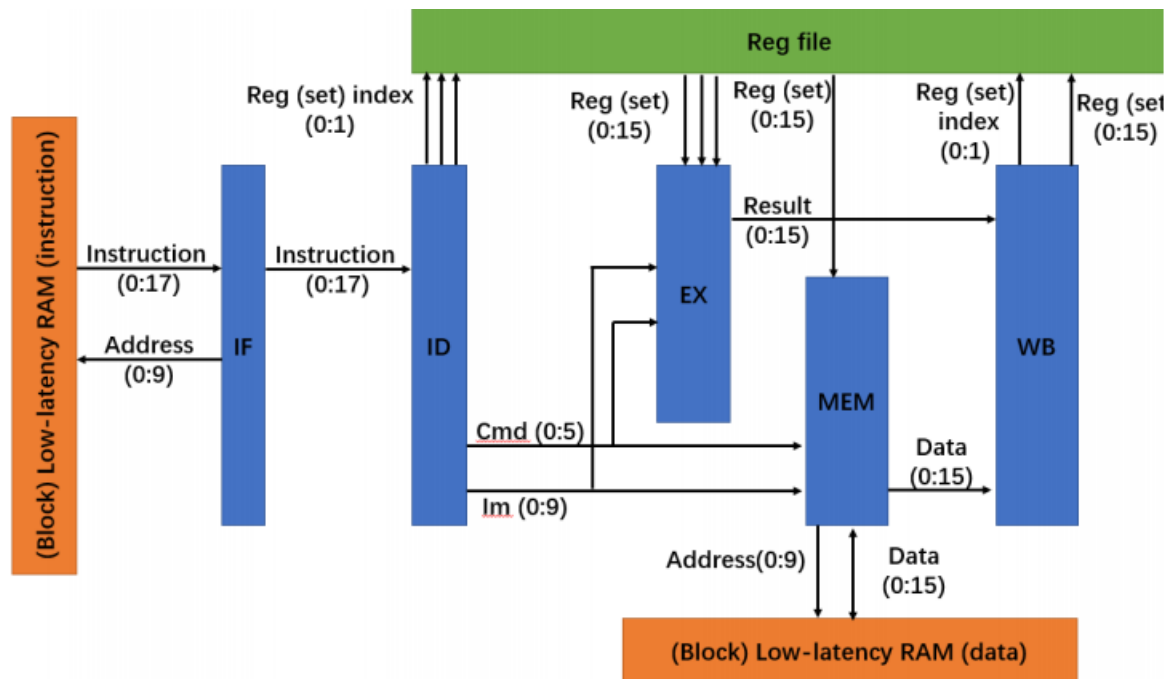 Reg file
Reg (set) index
(0:1)
Reg (set)
(0:15)
Reg (set)
(0:15)
Reg (set)
index
(0:1)
Reg (set
(0:15)
(Block) Low-latency RAM (instruction)
Instruction
(0:17)
Address
(0:9)
IF
Instruction
(0:17)
ID
Cmd (0:5)
Im (0:9)
EX
Result
(0:15)
MEM
Data
(0:15)
WB
Address(0:9)
Data
(0:15)
(Block) Low-latency RAM (data)